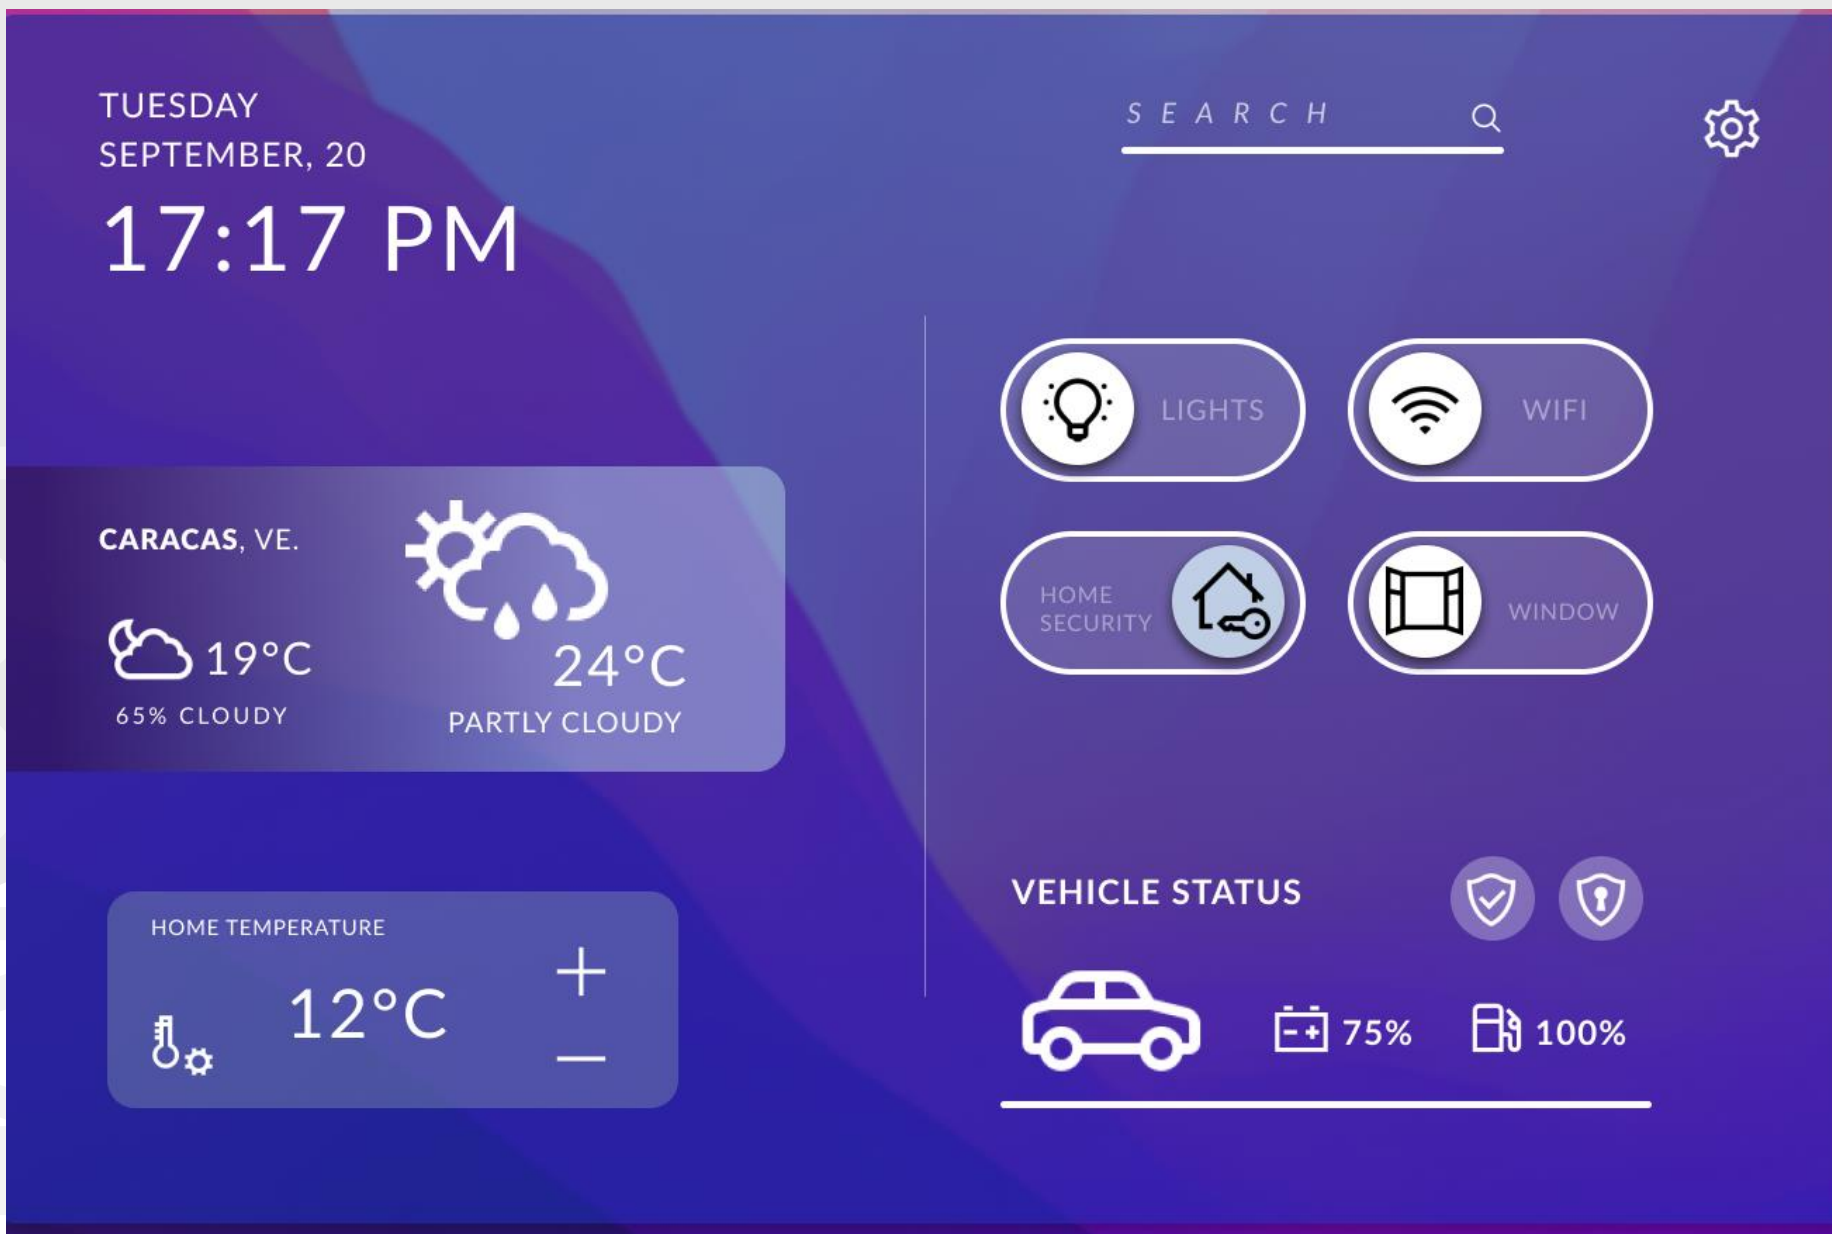 TUESDAY
SEPTEMBER, 20
17:17 PM
SEARCH
CARACAS, VE.
19°C
65% CLOUDY
24°C
PARTLY CLOUDY
HOME TEMPERATURE
12°C
LIGHTS
WIFI
HOME
SECURITY
WINDOW
VEHICLE STATUS
75%
100%